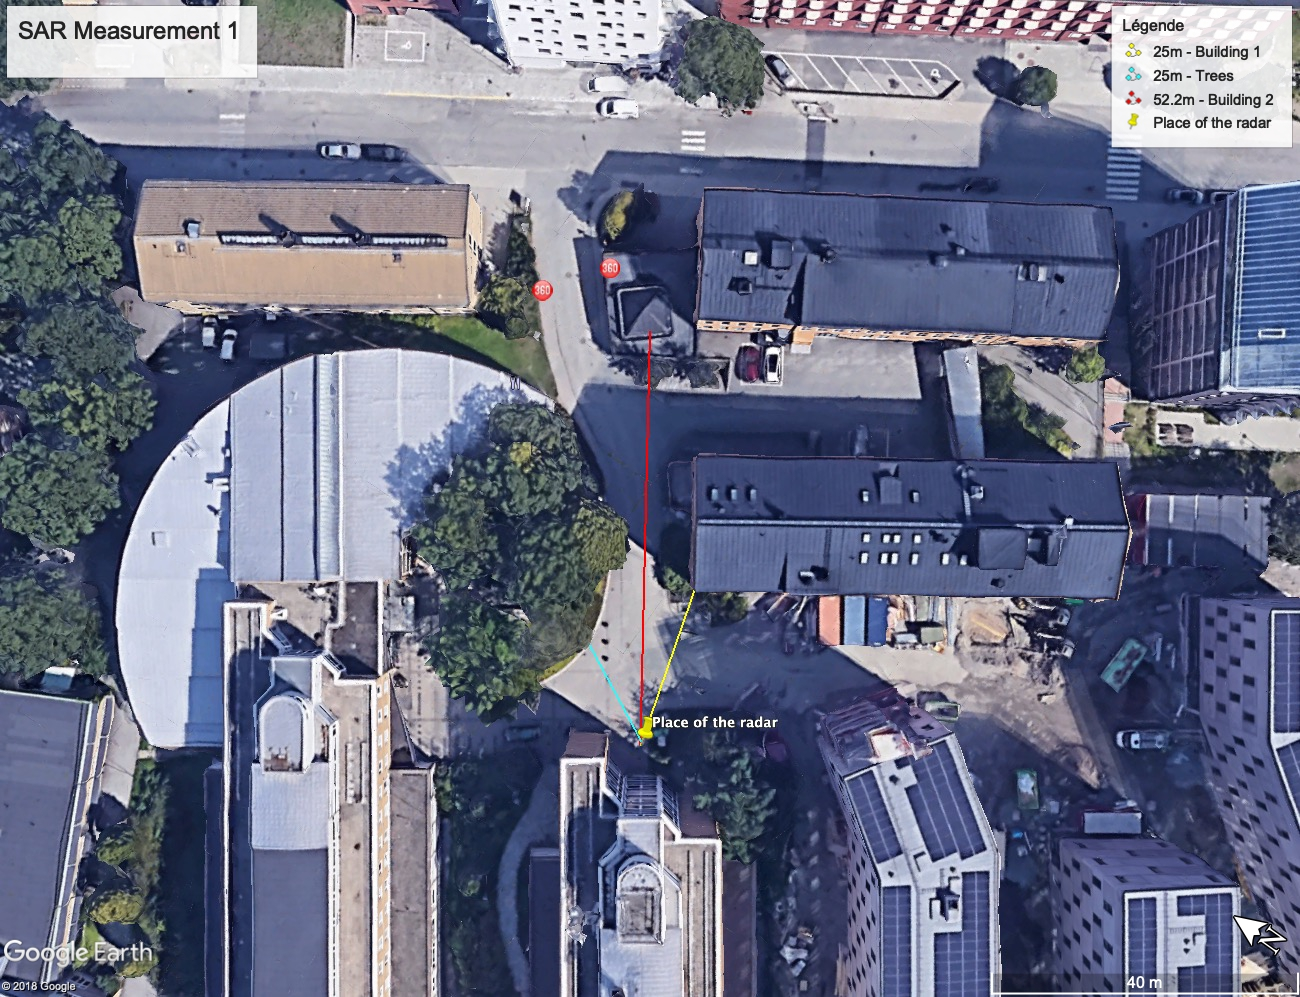 SAR Measurement 1
Légende
25m - Building 1
25m - Trees
52.2m - Building 2
Place of the radar
360
360
Place of the radar
Google Earth
© 2018 Google
40 m
N